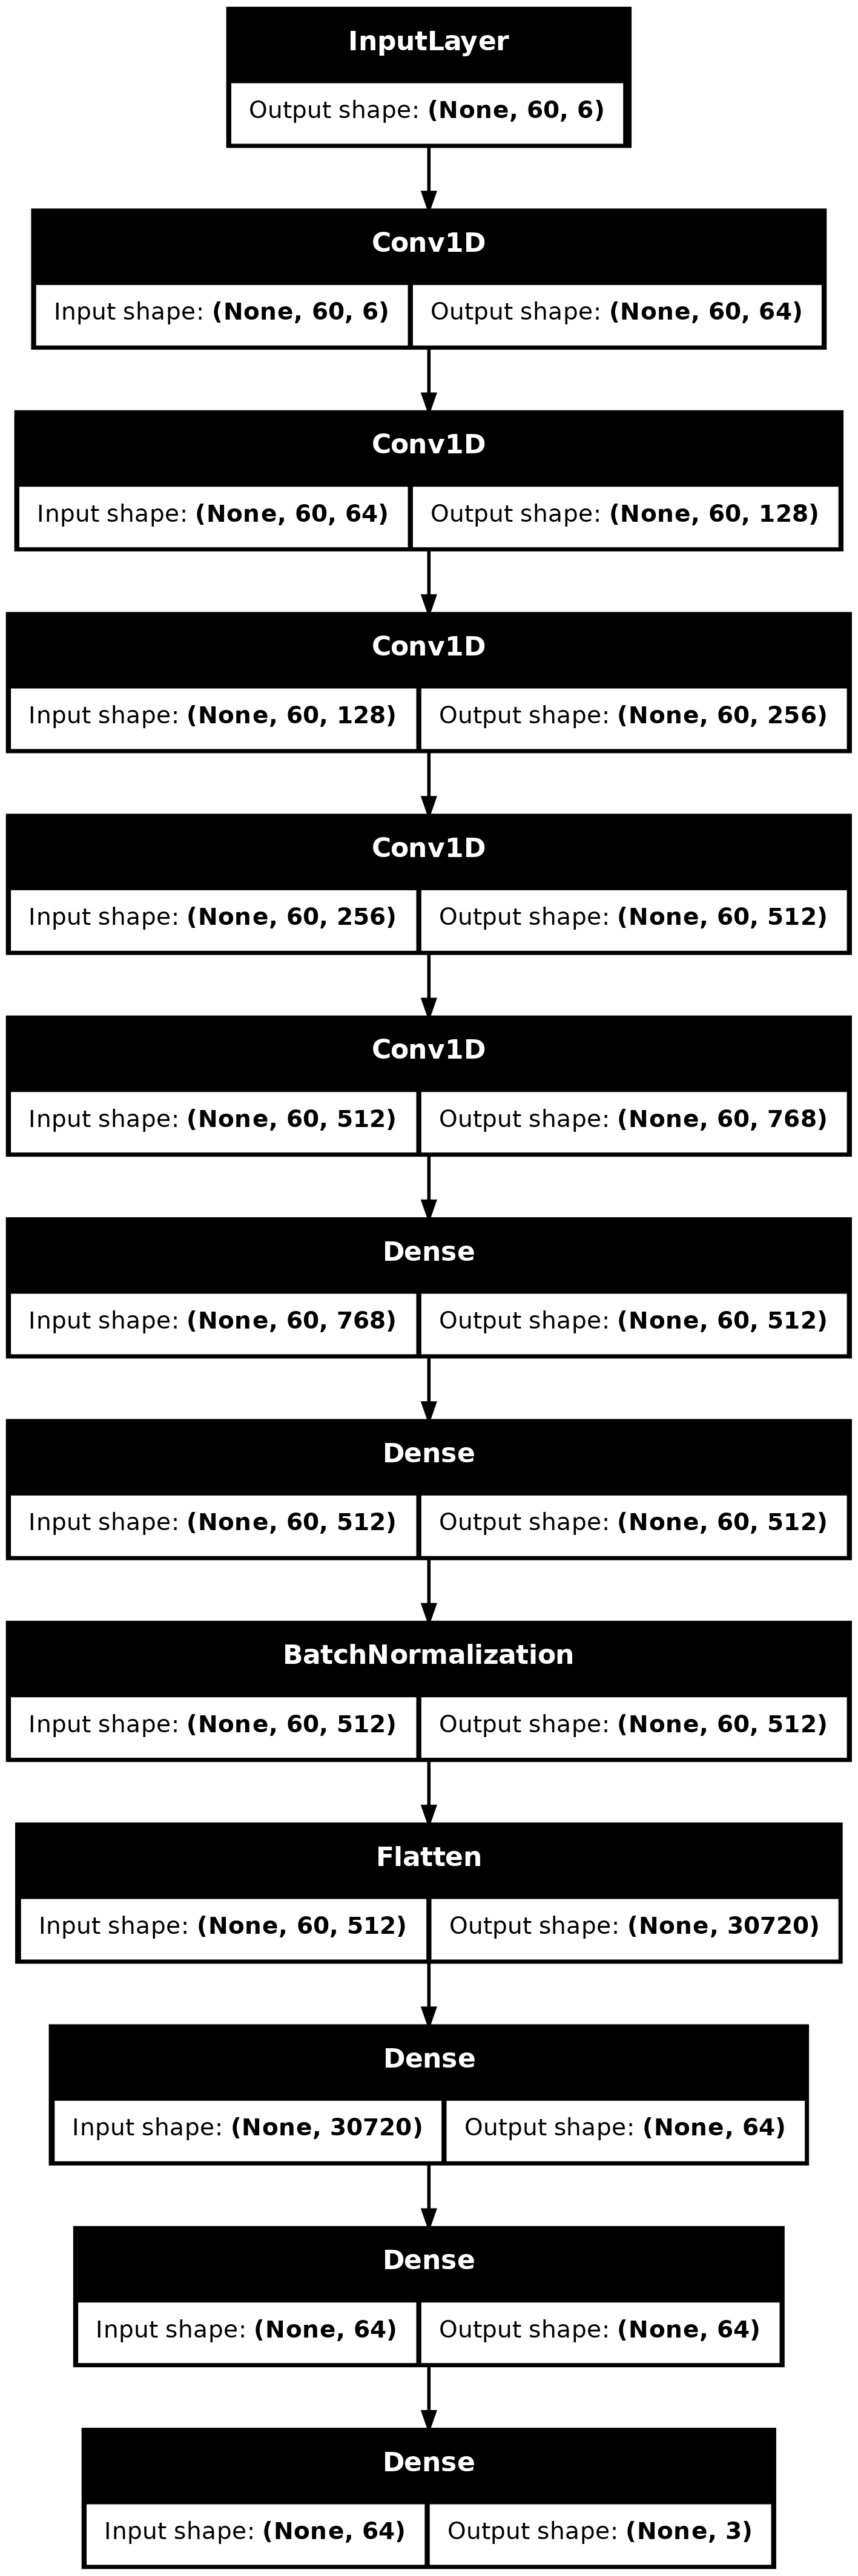 InputLayer
Output shape: (None, 60, 6)
Conv1D
Input shape: (None, 60, 6) Output shape: (None, 60, 64)
Conv1D
Input shape: (None, 60, 64) Output shape: (None, 60, 128)
Conv1D
Input shape: (None, 60, 128) Output shape: (None, 60, 256)
Conv1D
Input shape: (None, 60, 256) Output shape: (None, 60, 512)
Conv1D
Input shape: (None, 60, 512) Output shape: (None, 60, 768)
Dense
Input shape: (None, 60, 768) Output shape: (None, 60, 512)
Dense
Input shape: (None, 60, 512) Output shape: (None, 60, 512)
BatchNormalization
Input shape: (None, 60, 512) Output shape: (None, 60, 512)
Flatten
Input shape: (None, 60, 512) Output shape: (None, 30720)
Dense
Input shape: (None, 30720) Output shape: (None, 64)
Dense
Input shape: (None, 64) Output shape: (None, 64)
Dense
Input shape: (None, 64) Output shape: (None, 3)